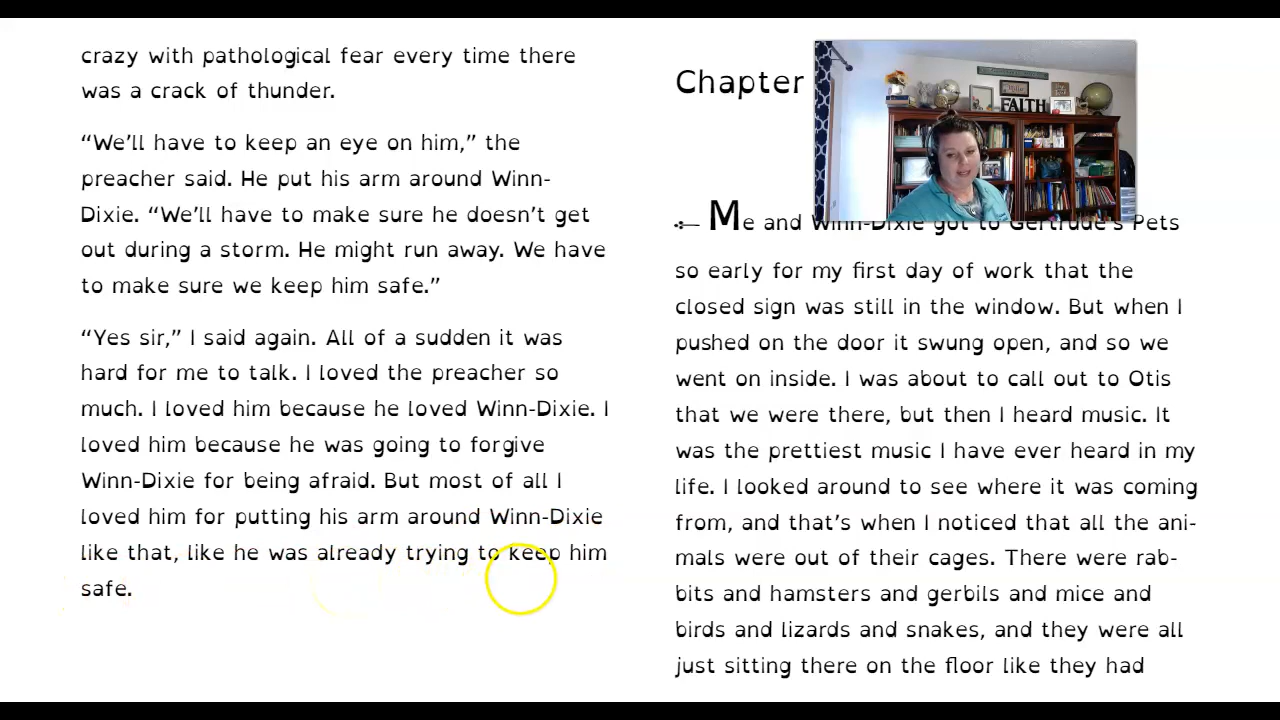 crazy with pathological fear every time there
was a crack of thunder.
“We’ll have to keep an eye on him,” the
preacher said. He put his arm around Winn-
Dixie. “We’ll have to make sure he doesn’t get
out during a storm. He might run away. We have
to make sure we keep him safe.”
“Yes sir,” I said again. All of a sudden it was
hard for me to talk. I loved the preacher so
much. I loved him because he loved Winn-Dixie. I
loved him because he was going to forgive
Winn-Dixie for being afraid. But most of all I
loved him for putting his arm around Winn-Dixie
like that, like he was already trying to keep him
safe.
Chapter
FAITH
Me and Winn-Dixie got to Gertrude’s Pets
so early for my first day of work that the
closed sign was still in the window. But when I
pushed on the door it swung open, and so we
went on inside. I was about to call out to Otis
that we were there, but then I heard music. It
was the prettiest music I have ever heard in my
life. I looked around to see where it was coming
from, and that’s when I noticed that all the ani-
mals were out of their cages. There were rab-
bits and hamsters and gerbils and mice and
birds and lizards and snakes, and they were all
just sitting there on the floor like they had